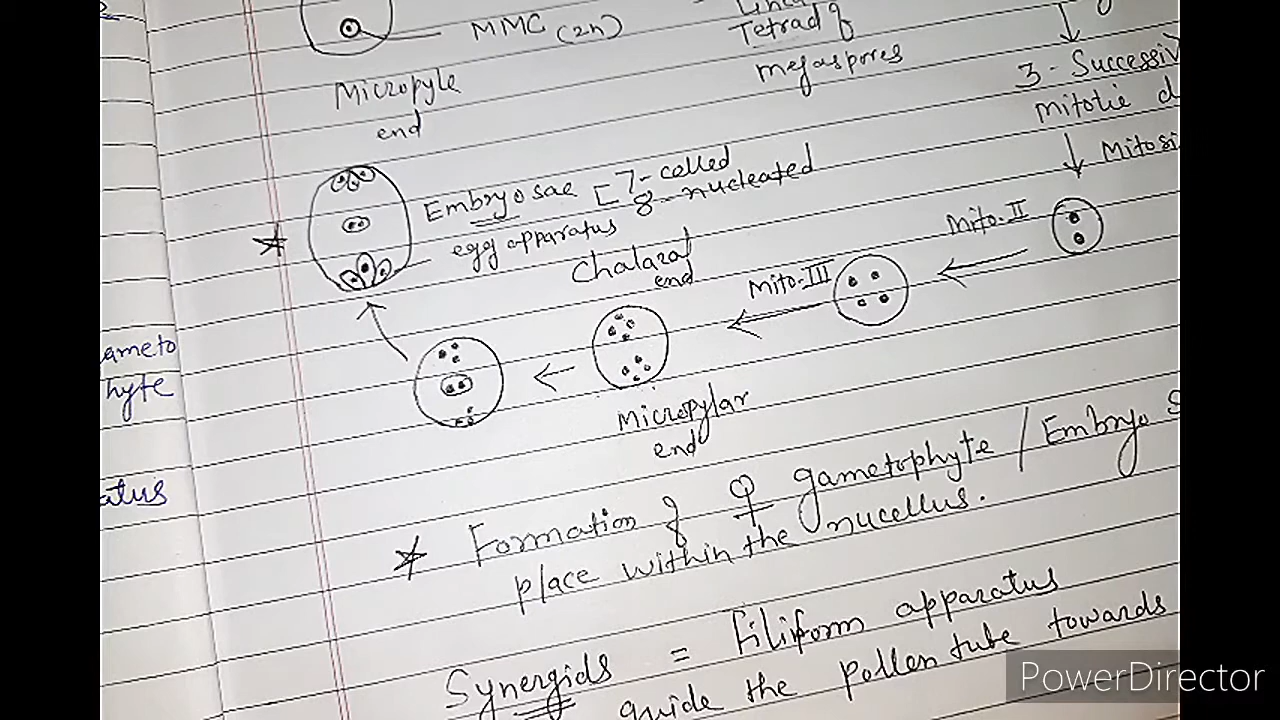 MMC (2n)
Tetrad of
megaspores
Micropyle
end
3 - Successiv
mitotic d
Mitosi
Embryo sac [7-celled
8-nucleated
egg apparatus
Chalazal
end
Mito-II
Mito-III
Micropylar
end
ameto
hyte
atus
* Formation of ♀ gametophyte / Embryo S
place within the nucellus.
Synergids = Filiform apparatus
guide the pollen tube towards
PowerDirector